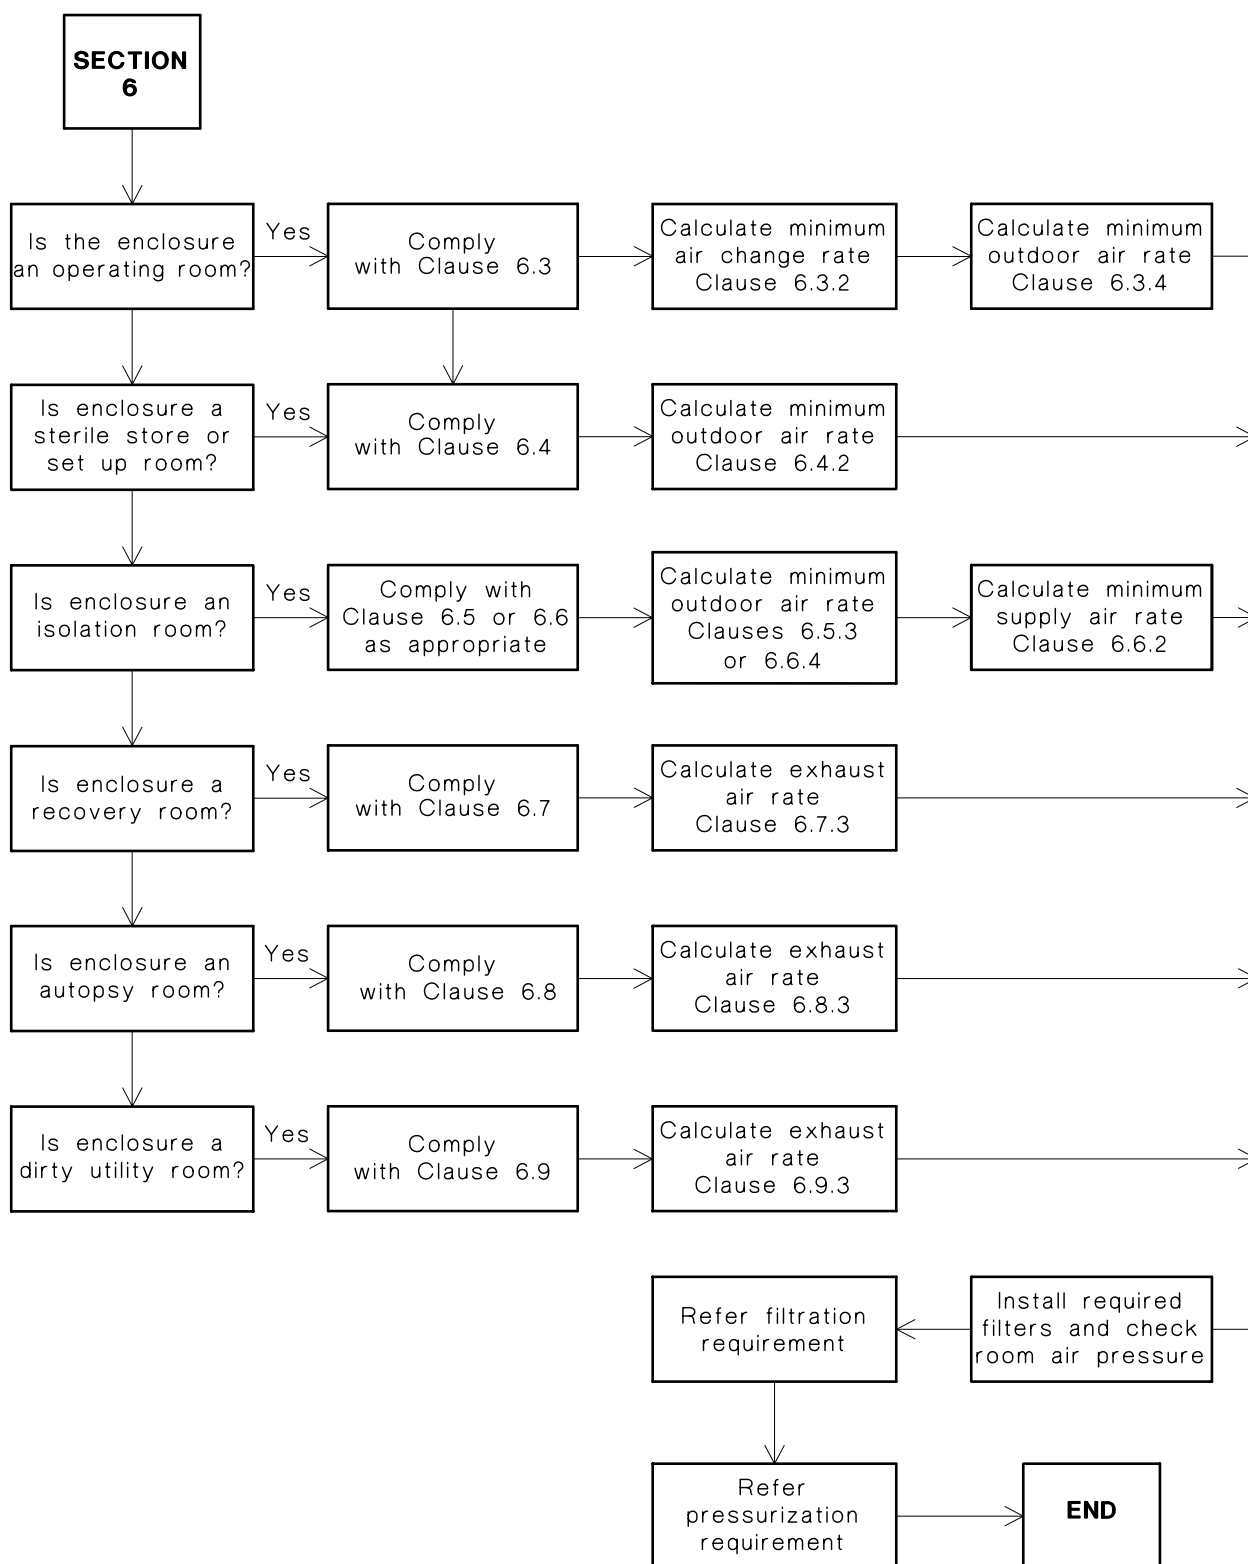 SECTION
6
Is the enclosure
an operating room?
Yes
Comply
with Clause 6.3
Calculate minimum
air change rate
Clause 6.3.2
Calculate minimum
outdoor air rate
Clause 6.3.4
Is enclosure a
sterile store or
set up room?
Yes
Comply
with Clause 6.4
Calculate minimum
outdoor air rate
Clause 6.4.2
Is enclosure an
isolation room?
Yes
Comply with
Clause 6.5 or 6.6
as appropriate
Calculate minimum
outdoor air rate
Clauses 6.5.3
or 6.6.4
Calculate minimum
supply air rate
Clause 6.6.2
Is enclosure a
recovery room?
Yes
Comply
with Clause 6.7
Calculate exhaust
air rate
Clause 6.7.3
Is enclosure an
autopsy room?
Yes
Comply
with Clause 6.8
Calculate exhaust
air rate
Clause 6.8.3
Is enclosure a
dirty utility room?
Yes
Comply
with Clause 6.9
Calculate exhaust
air rate
Clause 6.9.3
Refer filtration
requirement
Install required
filters and check
room air pressure
Refer
pressurization
requirement
END